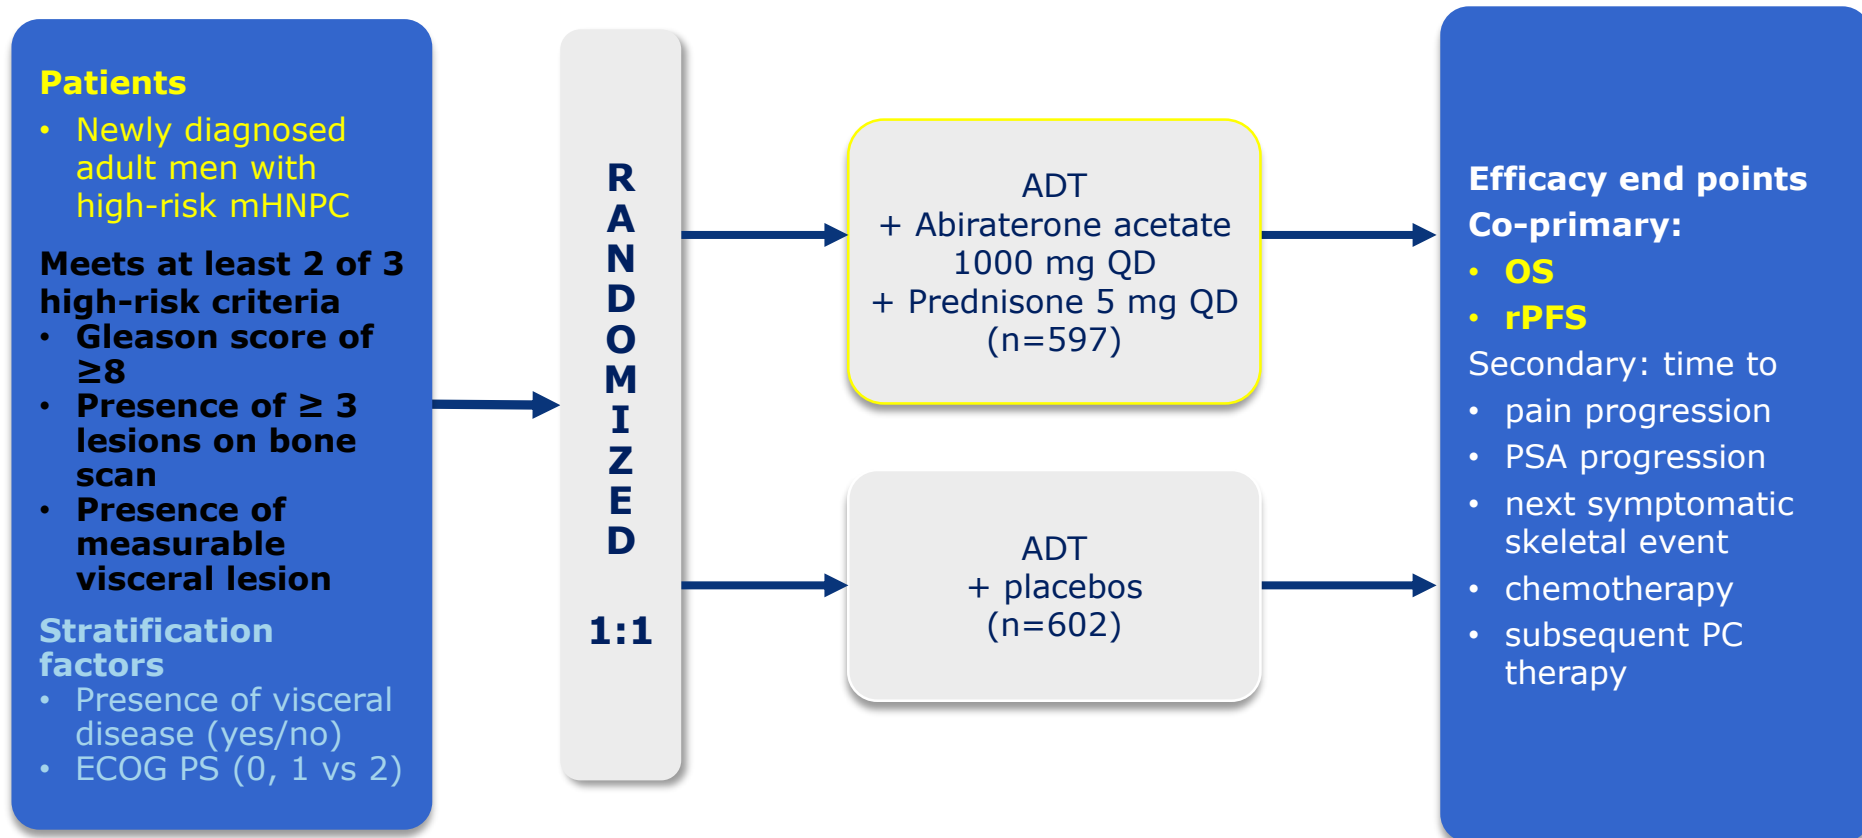 Patients
• Newly diagnosed
adult men with
high-risk mHNPC
Meets at least 2 of 3
high-risk criteria
• Gleason score of
≥8
• Presence of ≥ 3
lesions on bone
scan
• Presence of
measurable
visceral lesion
Stratification
factors
• Presence of visceral
disease (yes/no)
• ECOG PS (0, 1 vs 2)
R
A
N
D
O
M
I
Z
E
D
1:1
ADT
+ Abiraterone acetate
1000 mg QD
+ Prednisone 5 mg QD
(n=597)
ADT
+ placebos
(n=602)
Efficacy end points
Co-primary:
• OS
• rPFS
Secondary: time to
• pain progression
• PSA progression
• next symptomatic
skeletal event
• chemotherapy
• subsequent PC
therapy